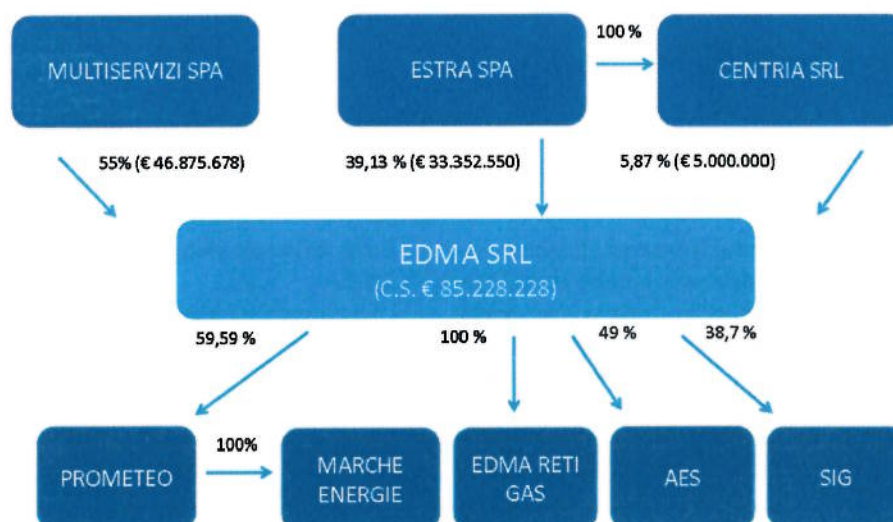 100 %
MULTISERVIZI SPA
ESTRA SPA
CENTRIA SRL
55% (€ 46.875.678)
39,13 % (€ 33.352.550)
5,87 % (€ 5.000.000)
EDMA SRL
(C.S. € 85.228.228)
59,59 %
100 %
49 %
38,7 %
PROMETEO
100%
MARCHE
ENERGIE
EDMA RETI
GAS
AES
SIG